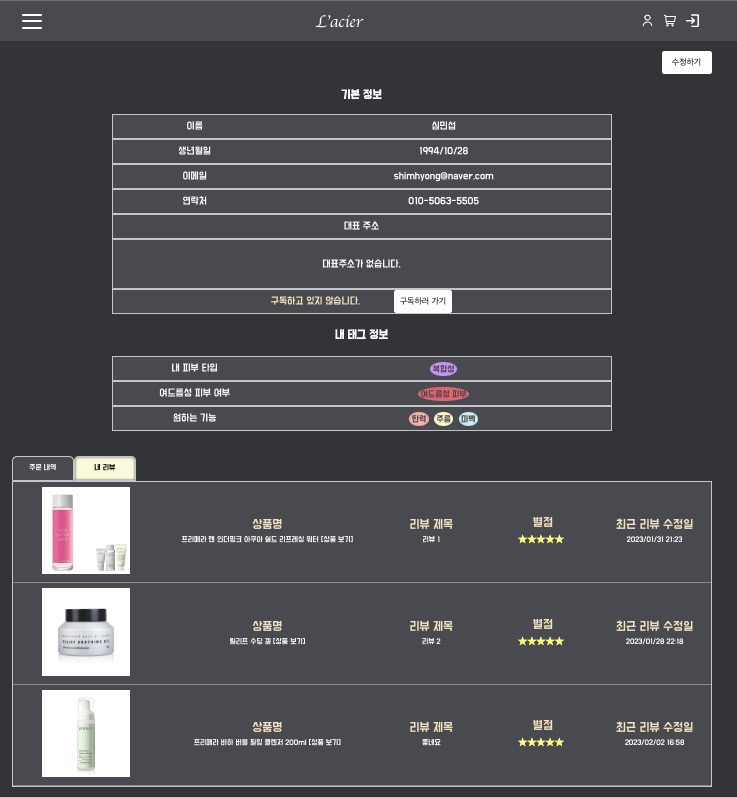 L'acier
수정하기
기본 정보
이름 심민섭
생년월일 1994/10/28
이메일 shimhyong@naver.com
연락처 010-5063-5505
대표 주소
대표주소가 없습니다.
구독하고 있지 않습니다. 구독하러 가기
내 태그 정보
내 피부 타입 복합성
여드름성 피부 여부 여드름성 피부
원하는 기능 탄력 주름 미백
주문 내역 내 리뷰
상품명 리뷰 제목 별점 최근 리뷰 수정일
프리메라 맨 인더핑크 아쿠아 쉴드 리프레싱 워터 [상품 보기] 리뷰 1 ★★★★★ 2023/01/31 21:23
상품명 리뷰 제목 별점 최근 리뷰 수정일
릴리프 수딩 겔 [상품 보기] 리뷰 2 ★★★★★ 2023/01/28 22:18
상품명 리뷰 제목 별점 최근 리뷰 수정일
프리메라 바하 버블 필링 클렌저 200ml [상품 보기] 좋네요 ★★★★★ 2023/02/02 16:58